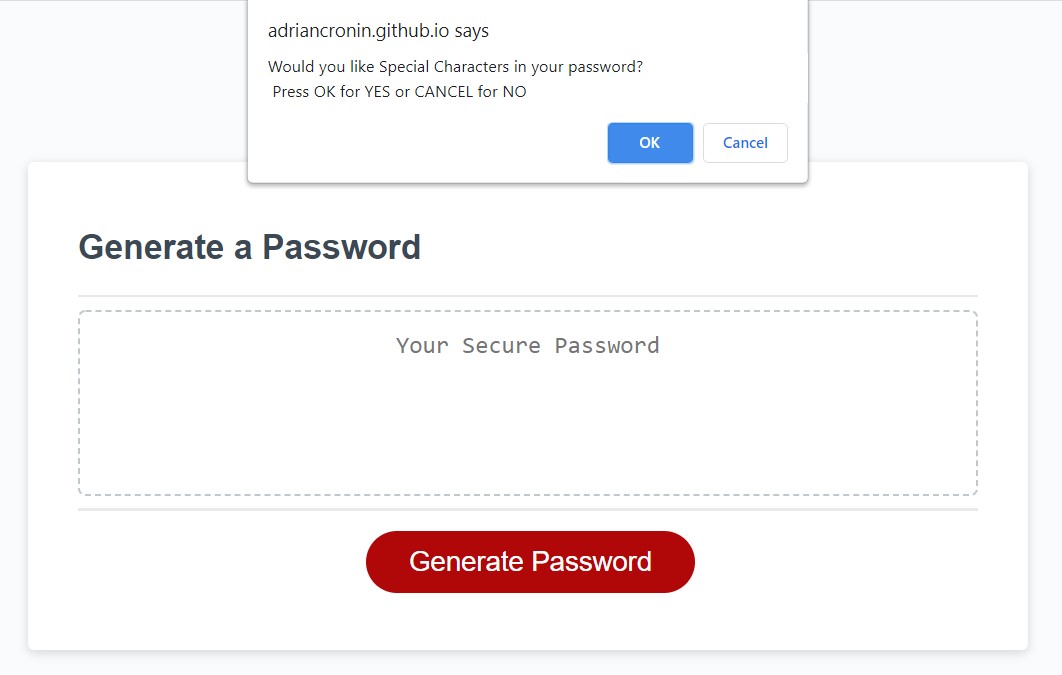 adriancronin.github.io says
Would you like Special Characters in your password?
Press OK for YES or CANCEL for NO
OK Cancel
Generate a Password
Your Secure Password
Generate Password